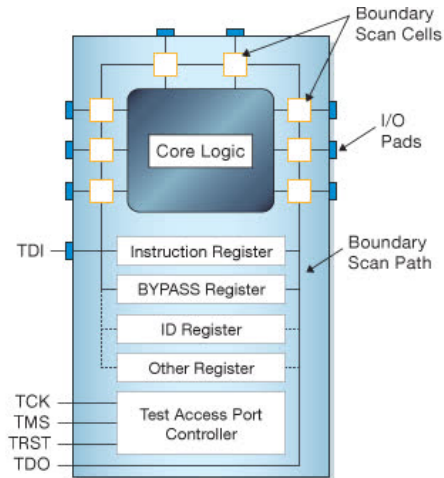 Boundary
Scan Cells
I/O
Pads
Core Logic
Boundary
Scan Path
TDI
Instruction Register
BYPASS Register
ID Register
Other Register
TCK
TMS
TRST
TDO
Test Access Port
Controller